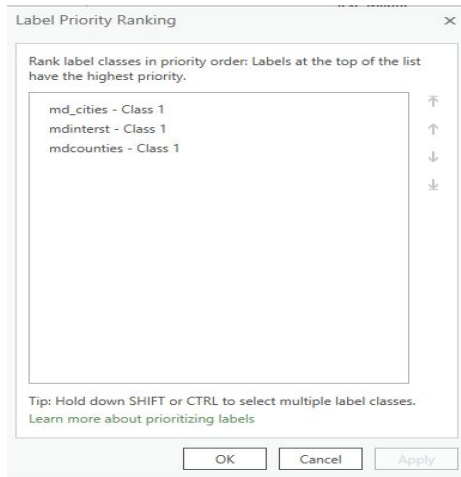 Label Priority Ranking
Rank label classes in priority order: Labels at the top of the list
have the highest priority.
md_cities - Class 1
mdinterst - Class 1
mdcounties - Class 1
Tip: Hold down SHIFT or CTRL to select multiple label classes.
Learn more about prioritizing labels
OK Cancel Apply